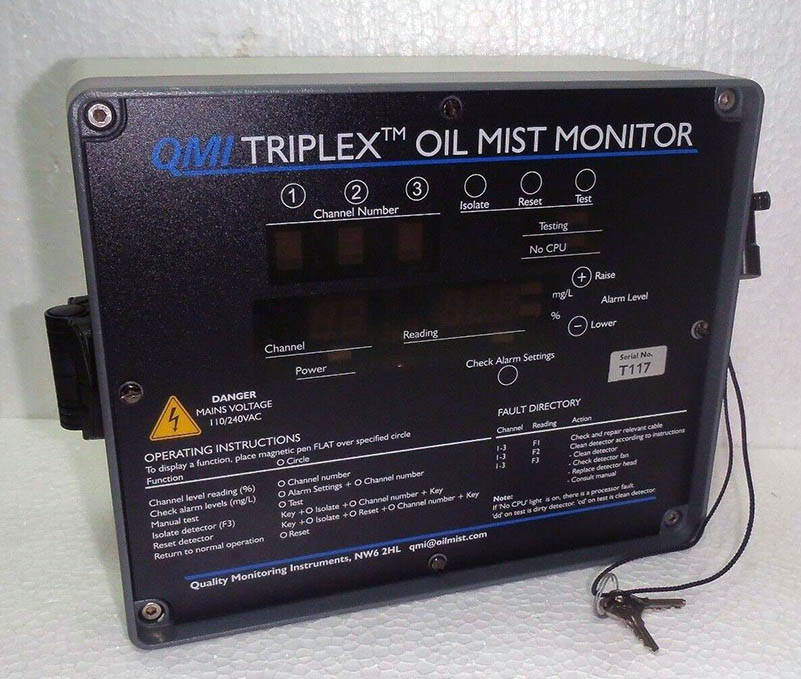 QMI TRIPLEX™ OIL MIST MONITOR
1 2 3
Channel Number
Isolate Reset Test
Testing
No CPU
+ Raise
mg/L Alarm Level
%
- Lower
Channel
Reading
Power
Check Alarm Settings
Serial No.
T117
DANGER
MAINS VOLTAGE
110/240VAC
OPERATING INSTRUCTIONS
To display a function, place magnetic pen FLAT over specified circle
Function O Circle
Channel level reading (%) O Channel number
Check alarm levels (mg/L) O Alarm Settings + O Channel number
Manual test O Test
Isolate detector (F3) Key +O Isolate +O Channel number + Key
Reset detector Key +O Isolate +O Reset +O Channel number + Key
Return to normal operation O Reset
FAULT DIRECTORY
Channel Reading Action
1-3 F1 Check and repair relevant cable
1-3 F2 Clean detector according to instructions
1-3 F3 - Clean detector
- Check detector fan
- Replace detector head
- Consult manual
Note:
If 'No CPU' light is on, there is a processor fault.
'dd' on test is dirty detector. 'od' on test is clean detector.
Quality Monitoring Instruments, NW6 2HL qmi@oilmist.com